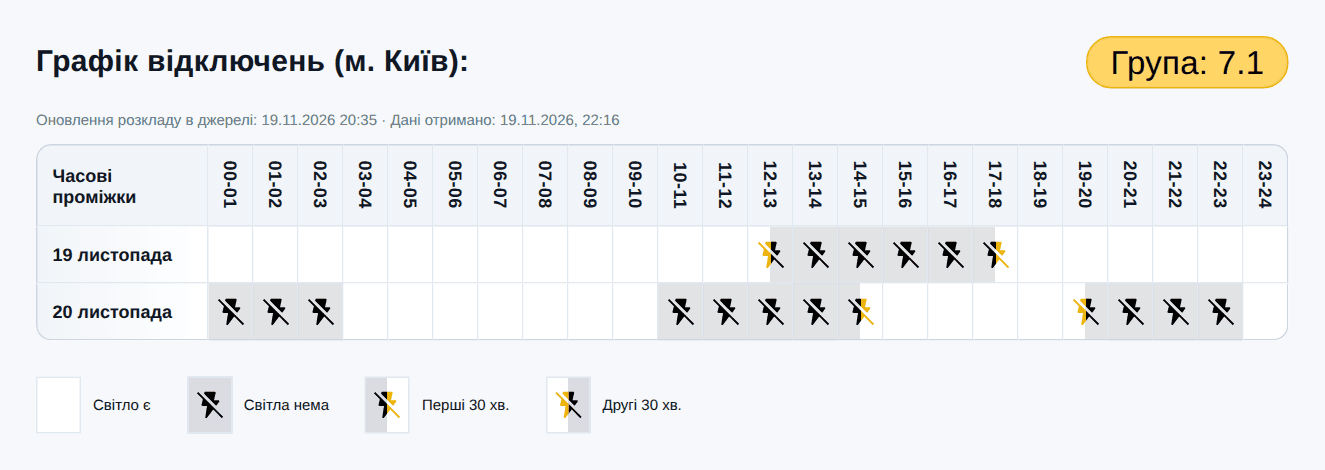 Графік відключень (м. Київ):
Група: 7.1
Оновлення розкладу в джерелі: 19.11.2026 20:35 · Дані отримано: 19.11.2026, 22:16
Часові
проміжки
00-01
01-02
02-03
03-04
04-05
05-06
06-07
07-08
08-09
09-10
10-11
11-12
12-13
13-14
14-15
15-16
16-17
17-18
18-19
19-20
20-21
21-22
22-23
23-24
19 листопада
20 листопада
Світло є
Світла нема
Перші 30 хв.
Другі 30 хв.